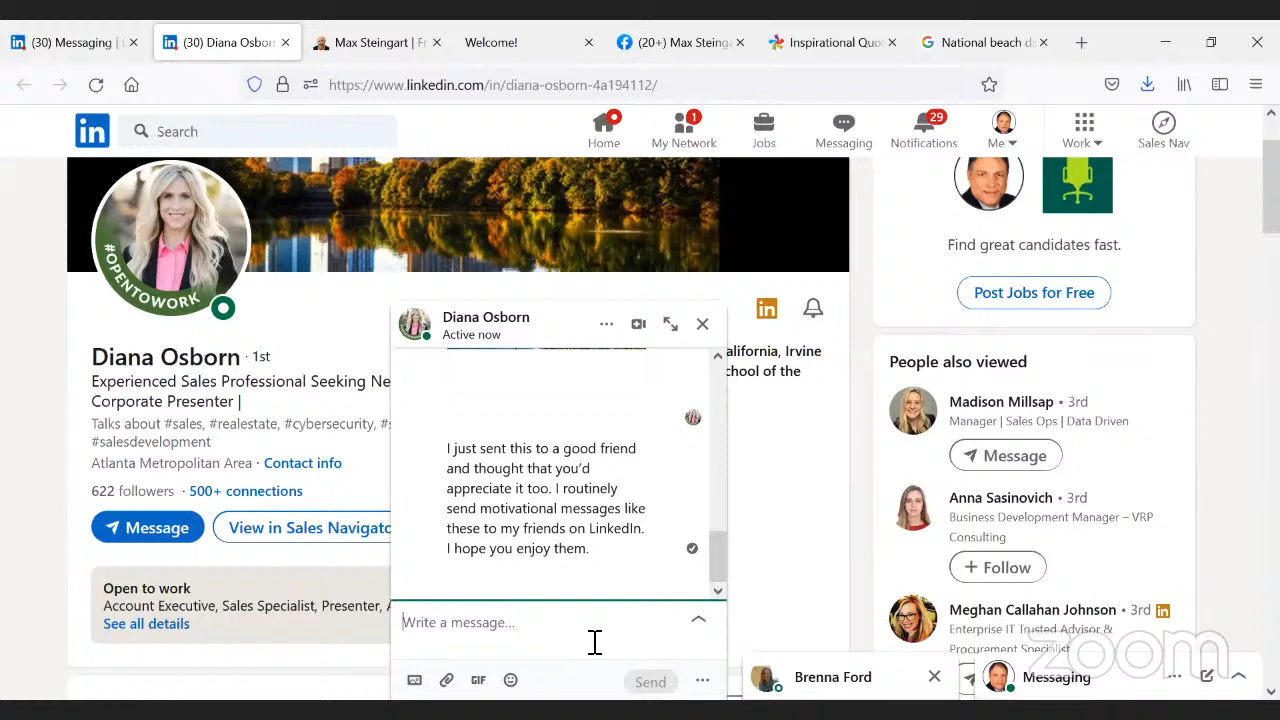 (30) Messaging | L
(30) Diana Osborn
Max Steingart | Fr
Welcome!
(20+) Max Steinga
Inspirational Quo
National beach da
https://www.linkedin.com/in/diana-osborn-4a194112/
in
Search
Home
1
My Network
Jobs
Messaging
29
Notifications
Me
Work
Sales Nav
#OPENTOWORK
Find great candidates fast.
Post Jobs for Free
Diana Osborn · 1st
Experienced Sales Professional Seeking Ne
Corporate Presenter |
Talks about #sales, #realestate, #cybersecurity, #s
#salesdevelopment
Atlanta Metropolitan Area · Contact info
622 followers · 500+ connections
Message
View in Sales Navigato
in
alifornia, Irvine
chool of the
Open to work
Account Executive, Sales Specialist, Presenter, A
See all details
Diana Osborn
Active now
I just sent this to a good friend
and thought that you'd
appreciate it too. I routinely
send motivational messages like
these to my friends on LinkedIn.
I hope you enjoy them.
Write a message...
GIF
Send
People also viewed
Madison Millsap • 3rd
Manager | Sales Ops | Data Driven
Message
Anna Sasinovich • 3rd
Business Development Manager – VRP
Consulting
+ Follow
Meghan Callahan Johnson • 3rd in
Enterprise IT Trusted Advisor &
Procurement Specialist
Brenna Ford
Messaging
zoom